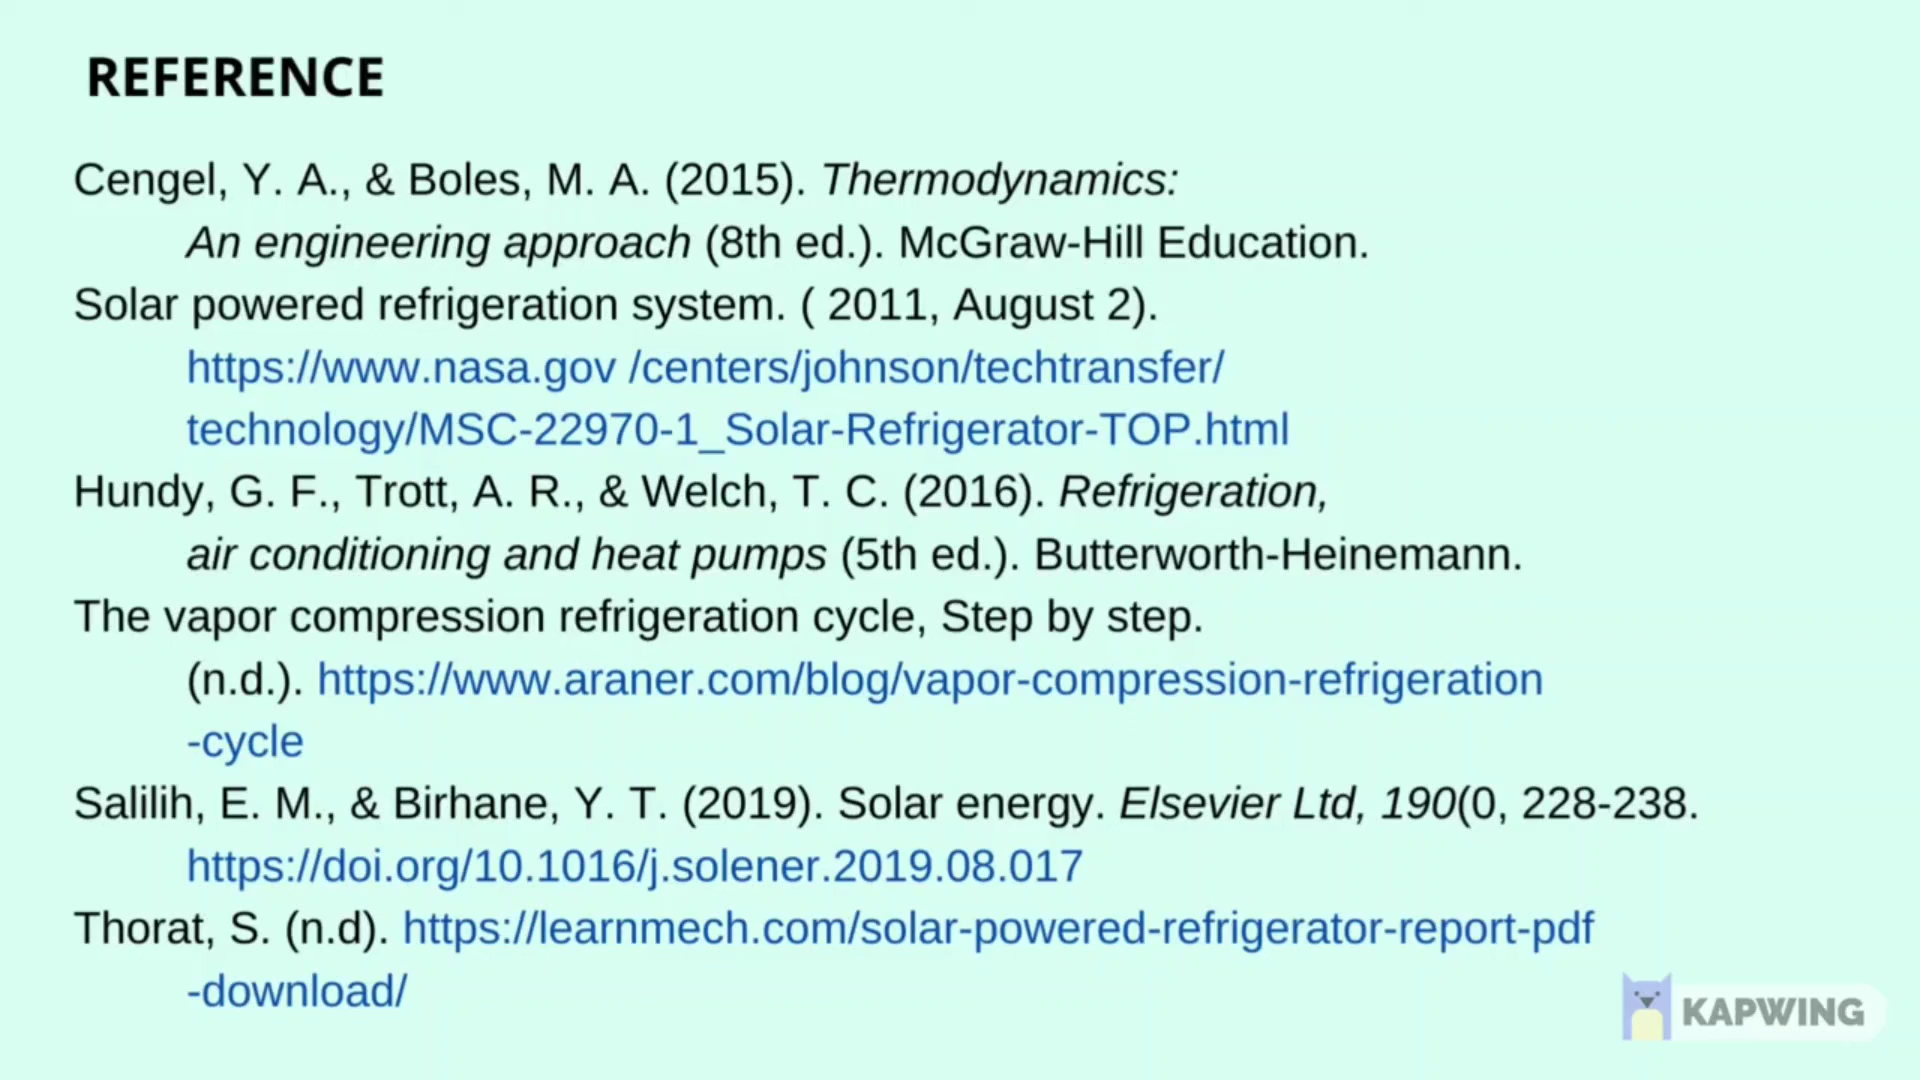 REFERENCE
Cengel, Y. A., & Boles, M. A. (2015). Thermodynamics:
An engineering approach (8th ed.). McGraw-Hill Education.
Solar powered refrigeration system. ( 2011, August 2).
https://www.nasa.gov /centers/johnson/techtransfer/
technology/MSC-22970-1_Solar-Refrigerator-TOP.html
Hundy, G. F., Trott, A. R., & Welch, T. C. (2016). Refrigeration,
air conditioning and heat pumps (5th ed.). Butterworth-Heinemann.
The vapor compression refrigeration cycle, Step by step.
(n.d.). https://www.araner.com/blog/vapor-compression-refrigeration
-cycle
Salilih, E. M., & Birhane, Y. T. (2019). Solar energy. Elsevier Ltd, 190(0, 228-238.
https://doi.org/10.1016/j.solener.2019.08.017
Thorat, S. (n.d). https://learnmech.com/solar-powered-refrigerator-report-pdf
-download/
KAPWING